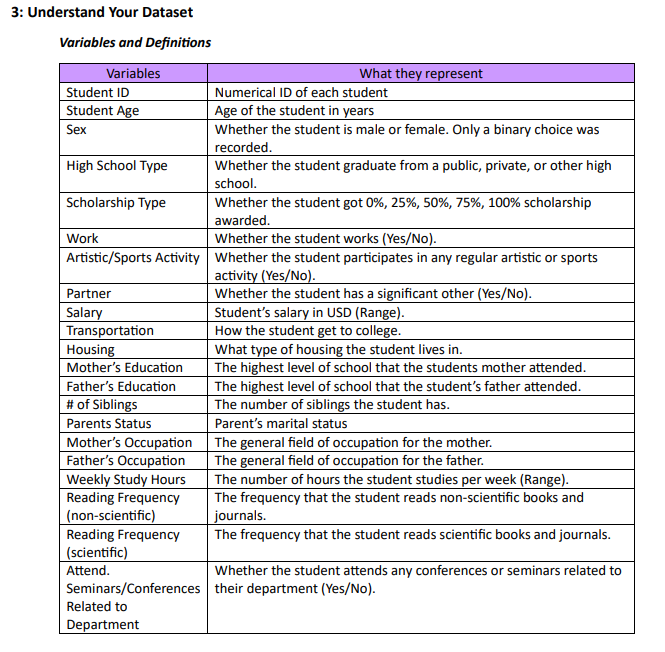 3: Understand Your Dataset
Variables and Definitions
Variables What they represent
Student ID Numerical ID of each student
Student Age Age of the student in years
Sex Whether the student is male or female. Only a binary choice was
recorded.
High School Type Whether the student graduate from a public, private, or other high
school.
Scholarship Type Whether the student got 0%, 25%, 50%, 75%, 100% scholarship
awarded.
Work Whether the student works (Yes/No).
Artistic/Sports Activity Whether the student participates in any regular artistic or sports
activity (Yes/No).
Partner Whether the student has a significant other (Yes/No).
Salary Student's salary in USD (Range).
Transportation How the student get to college.
Housing What type of housing the student lives in.
Mother's Education The highest level of school that the students mother attended.
Father's Education The highest level of school that the student's father attended.
# of Siblings The number of siblings the student has.
Parents Status Parent's marital status
Mother's Occupation The general field of occupation for the mother.
Father's Occupation The general field of occupation for the father.
Weekly Study Hours The number of hours the student studies per week (Range).
Reading Frequency The frequency that the student reads non-scientific books and
(non-scientific) journals.
Reading Frequency The frequency that the student reads scientific books and journals.
(scientific)
Attend. Whether the student attends any conferences or seminars related to
Seminars/Conferences their department (Yes/No).
Related to
Department